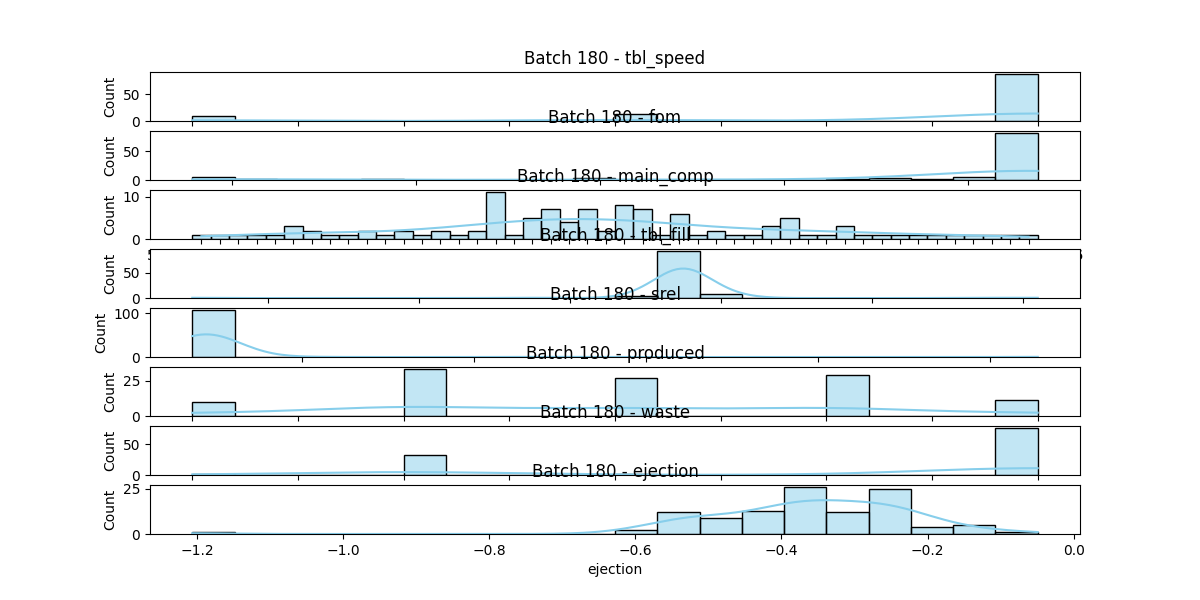 Batch 180 - tbl_speed
Count
50
0
Batch 180 - fom
Count
50
0
Batch 180 - main_comp
Count
10
0
Batch 180 - tbl_fill
Count
50
0
Batch 180 - srel
Count
100
0
Batch 180 - produced
Count
25
0
Batch 180 - waste
Count
50
0
Batch 180 - ejection
Count
25
0
−1.2 −1.0 −0.8 −0.6 −0.4 −0.2 0.0
ejection